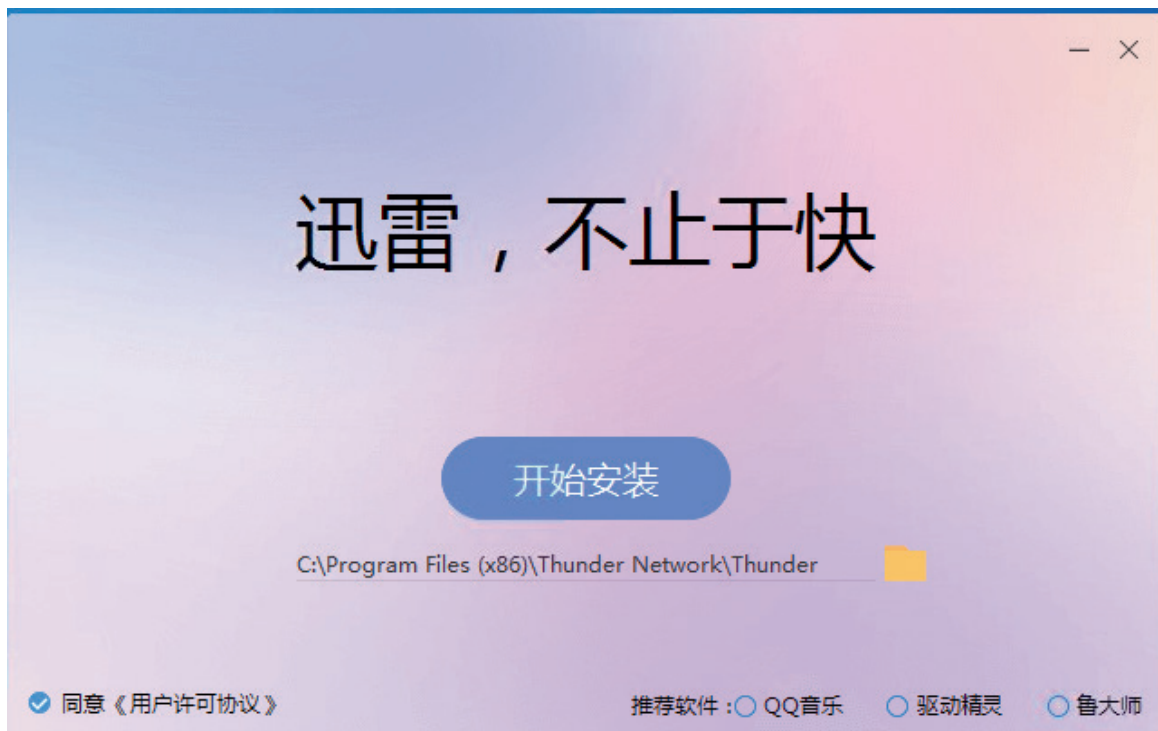 迅雷，不止于快
开始安装
C:\Program Files (x86)\Thunder Network\Thunder
同意《用户许可协议》 推荐软件：QQ音乐 驱动精灵 鲁大师